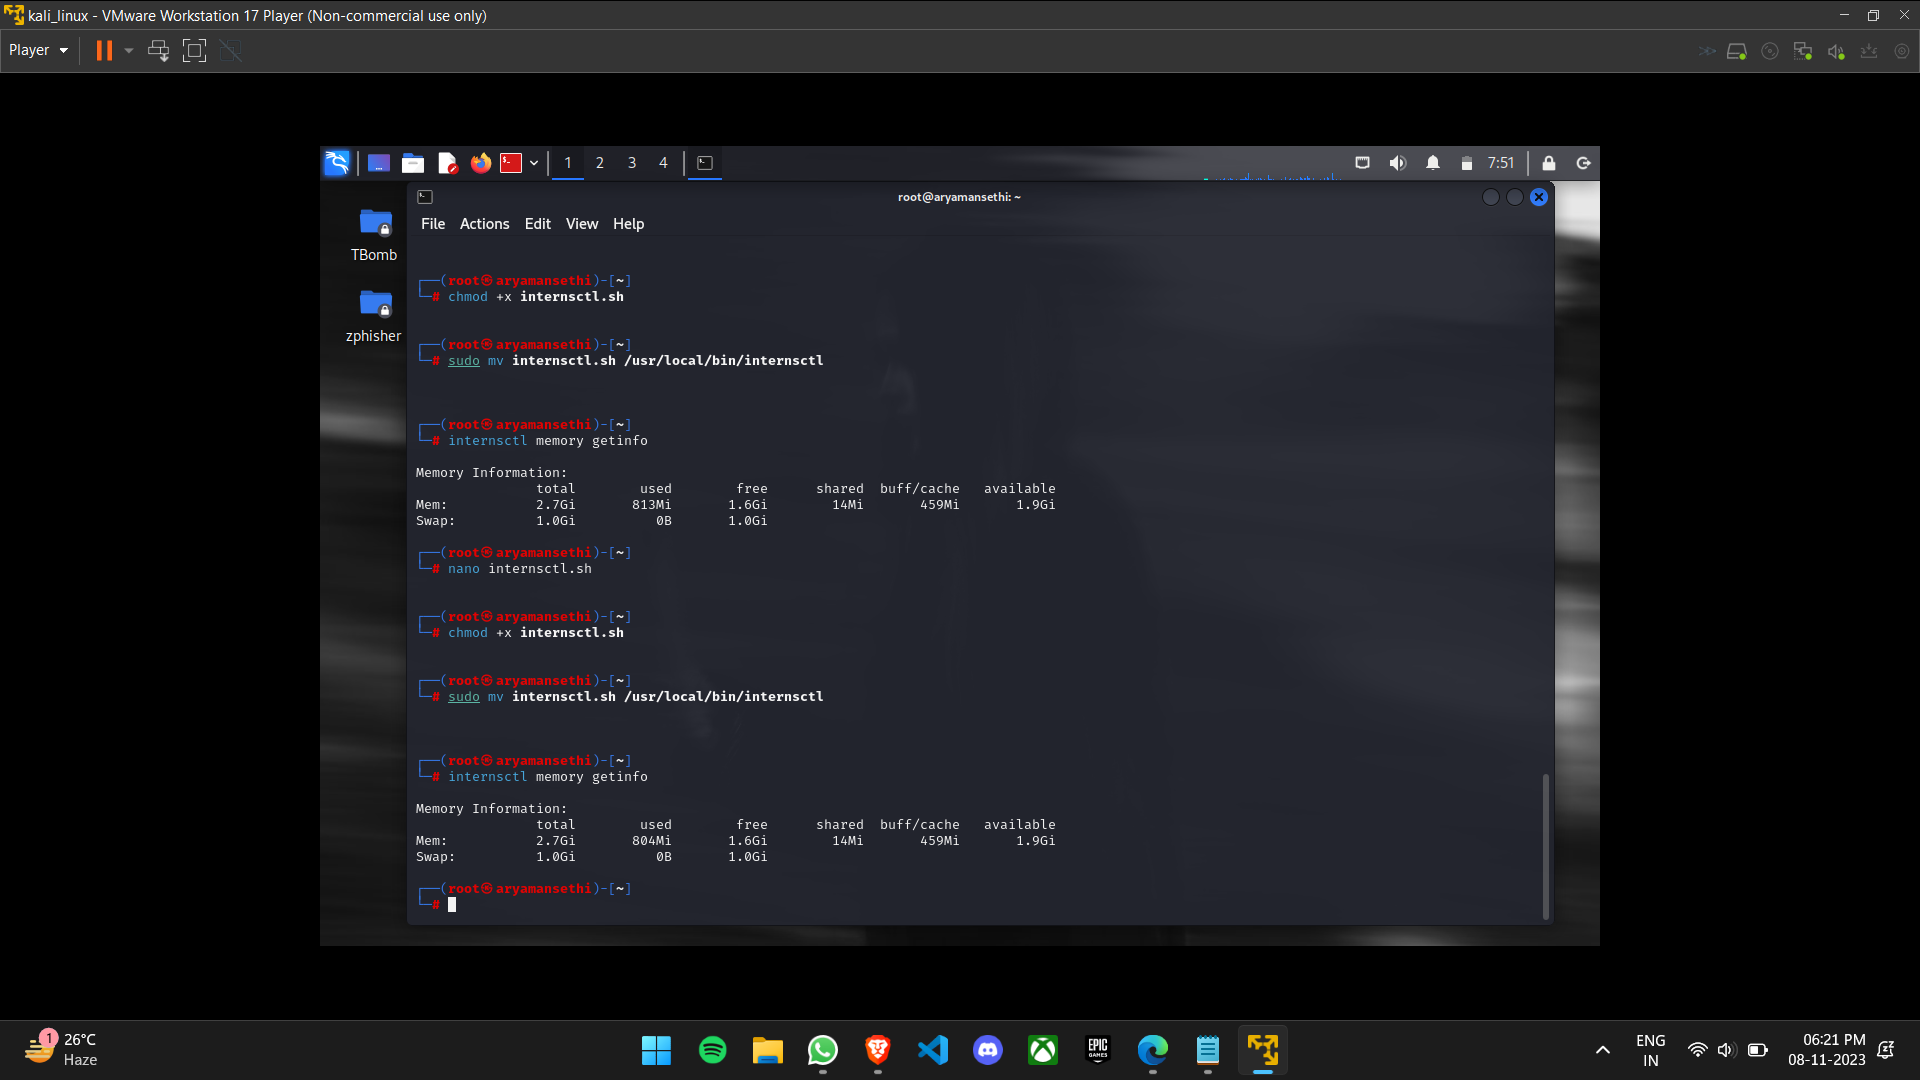 kali_linux - VMware Workstation 17 Player (Non-commercial use only)
Player
1 2 3 4
7:51
root@aryamansethi: ~
File Actions Edit View Help
TBomb
zphisher
┌──(root㉿aryamansethi)-[~]
└─# chmod +x internsctl.sh
┌──(root㉿aryamansethi)-[~]
└─# sudo mv internsctl.sh /usr/local/bin/internsctl
┌──(root㉿aryamansethi)-[~]
└─# internsctl memory getinfo
Memory Information:
total used free shared buff/cache available
Mem: 2.7Gi 813Mi 1.6Gi 14Mi 459Mi 1.9Gi
Swap: 1.0Gi 0B 1.0Gi
┌──(root㉿aryamansethi)-[~]
└─# nano internsctl.sh
┌──(root㉿aryamansethi)-[~]
└─# chmod +x internsctl.sh
┌──(root㉿aryamansethi)-[~]
└─# sudo mv internsctl.sh /usr/local/bin/internsctl
┌──(root㉿aryamansethi)-[~]
└─# internsctl memory getinfo
Memory Information:
total used free shared buff/cache available
Mem: 2.7Gi 804Mi 1.6Gi 14Mi 459Mi 1.9Gi
Swap: 1.0Gi 0B 1.0Gi
┌──(root㉿aryamansethi)-[~]
└─#
1
26°C
Haze
EPIC
GAMES
ENG
IN
06:21 PM
08-11-2023